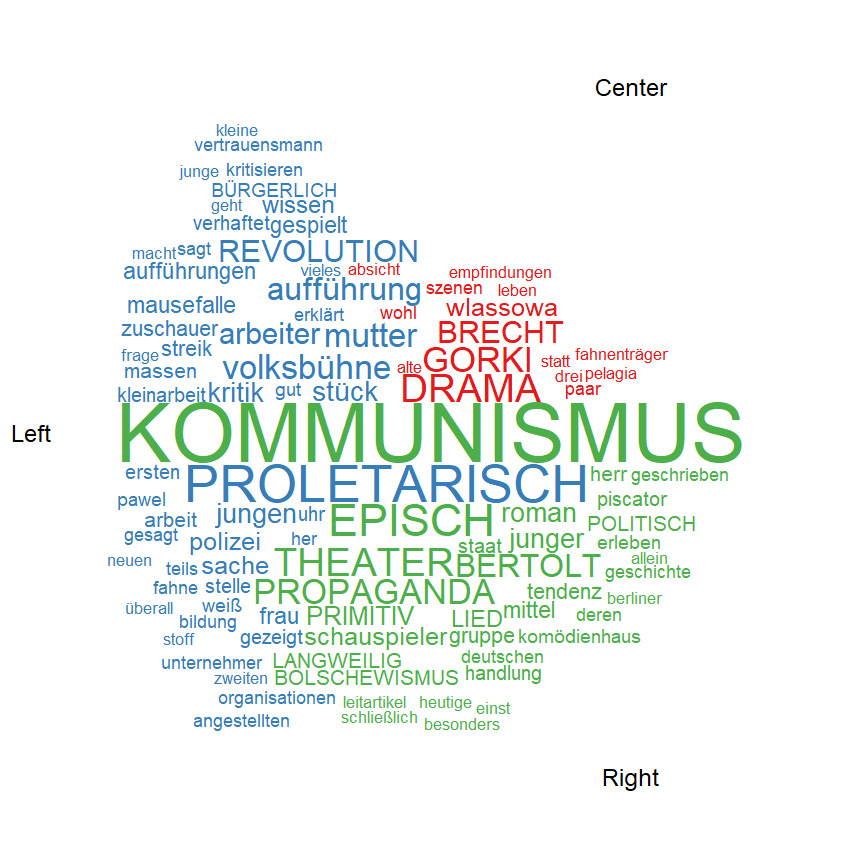 Center
kleine
vertrauensmann
junge kritisieren
BÜRGERLICH
geht wissen
verhaftet gespielt
macht sagt REVOLUTION
aufführungen vieles absicht empfindungen
aufführung szenen leben
mausefalle erklärt wohl wlassowa
zuschauer arbeiter mutter BRECHT
frage streik GORKI statt fahnenträger
massen volksbühne alte drei pelagia
kleinarbeit kritik gut stück DRAMA paar
Left KOMMUNISMUS
ersten PROLETARISCH herr geschrieben
pawel piscator
arbeit jungen uhr EPISCH roman POLITISCH
gesagt polizei her staat junger erleben
neuen teils sache THEATER BERTOLT allein geschichte
fahne stelle PROPAGANDA tendenz berliner
überall weiß frau PRIMITIV LIED mittel deren
bildung
stoff gezeigt schauspieler gruppe komödienhaus
unternehmer LANGWEILIG deutschen
zweiten BOLSCHEWISMUS handlung
organisationen leitartikel heutige einst
angestellten schließlich besonders
Right